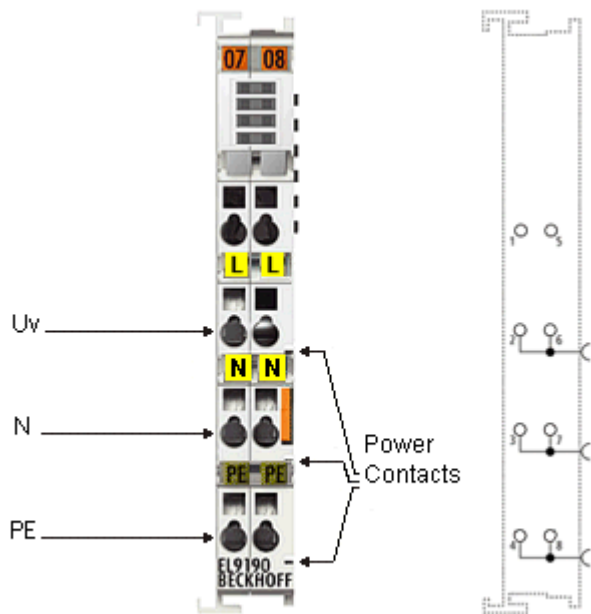 07 08
L L
Uv
N N
N
Power
Contacts
PE PE
PE
EL9190
BECKHOFF
1 5
2 6
3 7
4 8